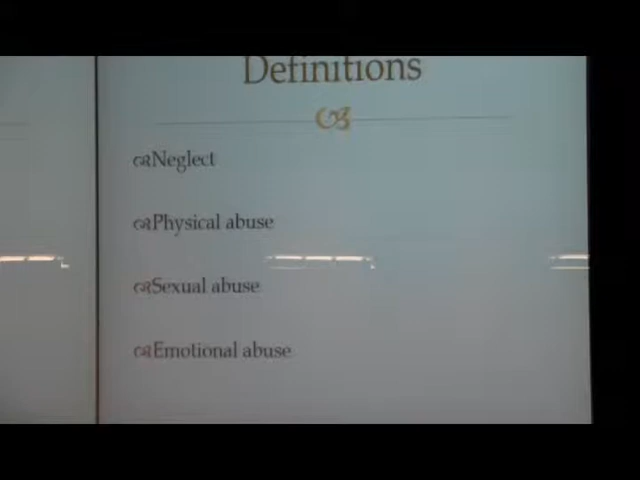 Definitions
Neglect
Physical abuse
Sexual abuse
Emotional abuse